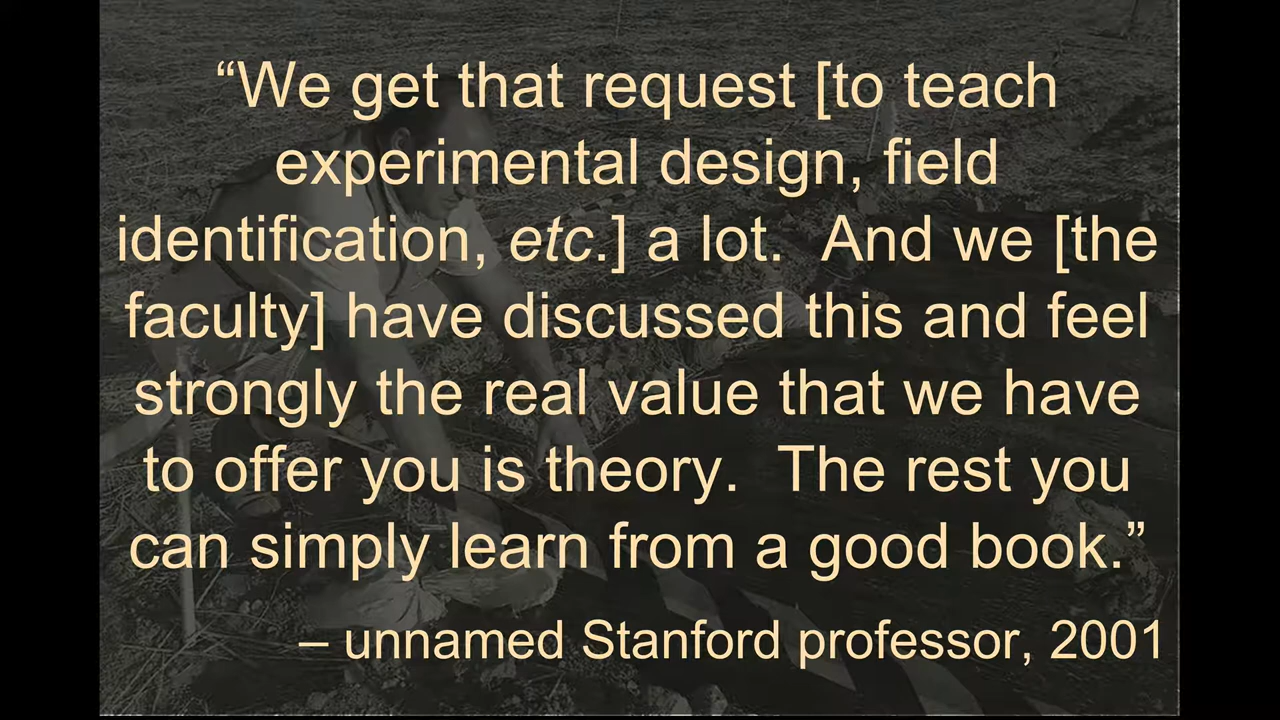 “We get that request [to teach
experimental design, field
identification, etc.] a lot.  And we [the
faculty] have discussed this and feel
strongly the real value that we have
to offer you is theory.  The rest you
can simply learn from a good book.”
– unnamed Stanford professor, 2001